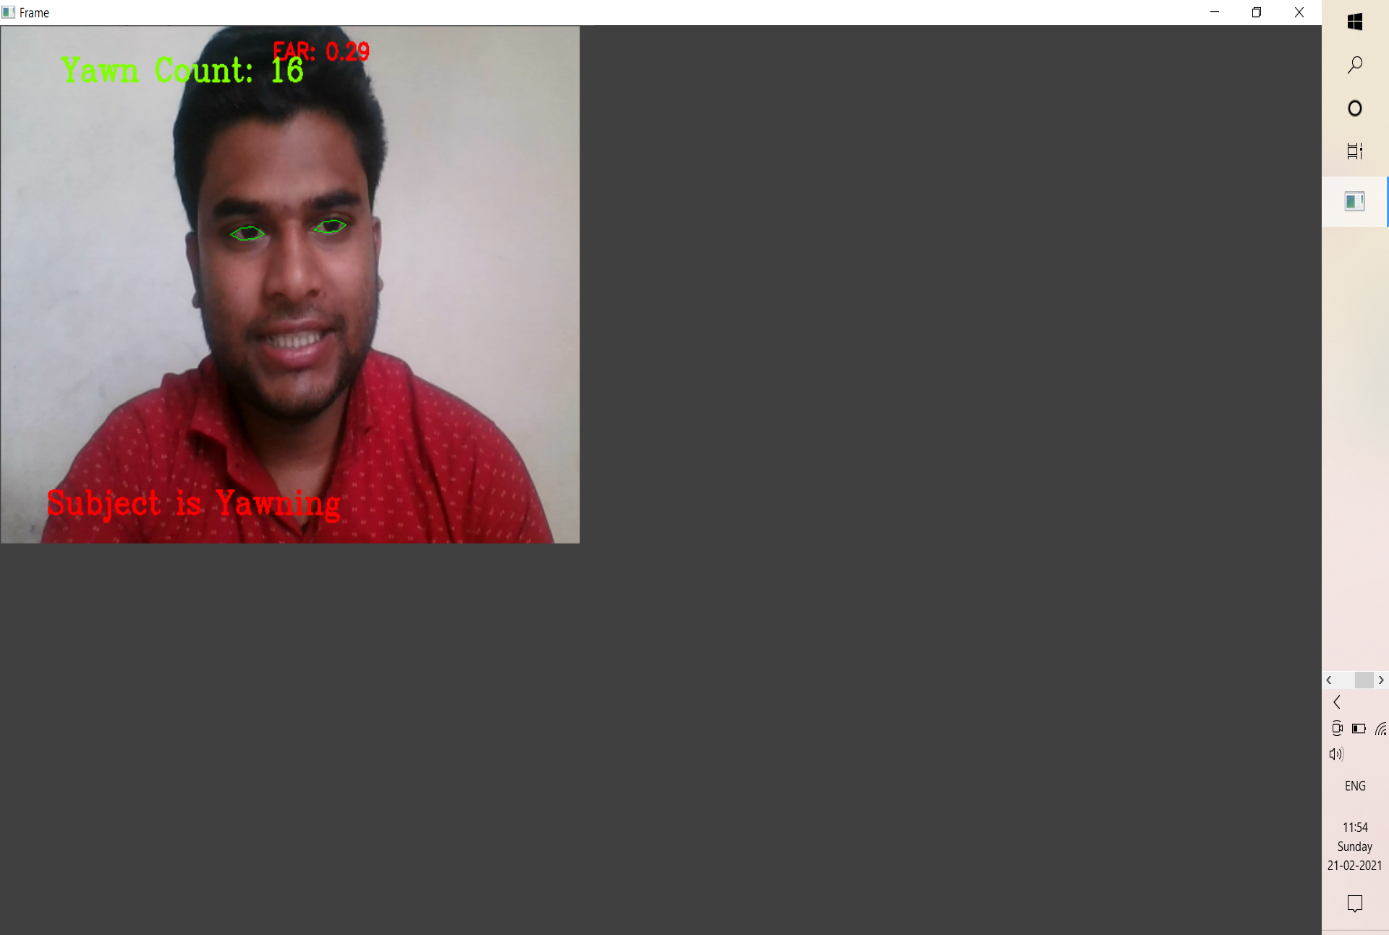 Frame
EAR: 0.29
Yawn Count: 16
Subject is Yawning
ENG
11:54
Sunday
21-02-2021